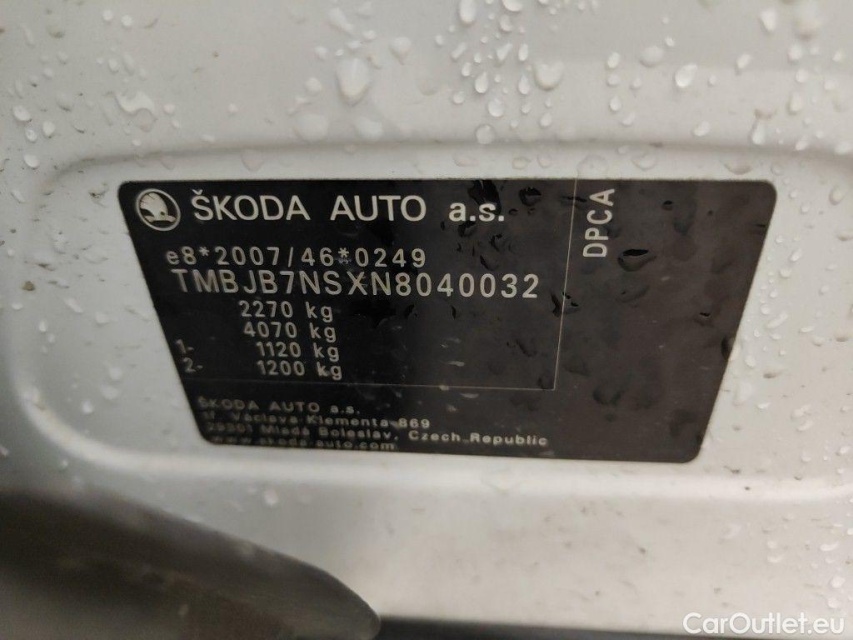 ŠKODA AUTO a.s.
DPCA
e8*2007/46*0249
TMBJB7NSXN8040032
2270 kg
4070 kg
1- 1120 kg
2- 1200 kg
ŠKODA AUTO a.s.
tř. Václava Klementa 869
29301 Mladá Boleslav, Czech Republic
www.skoda-auto.com
CarOutlet.eu